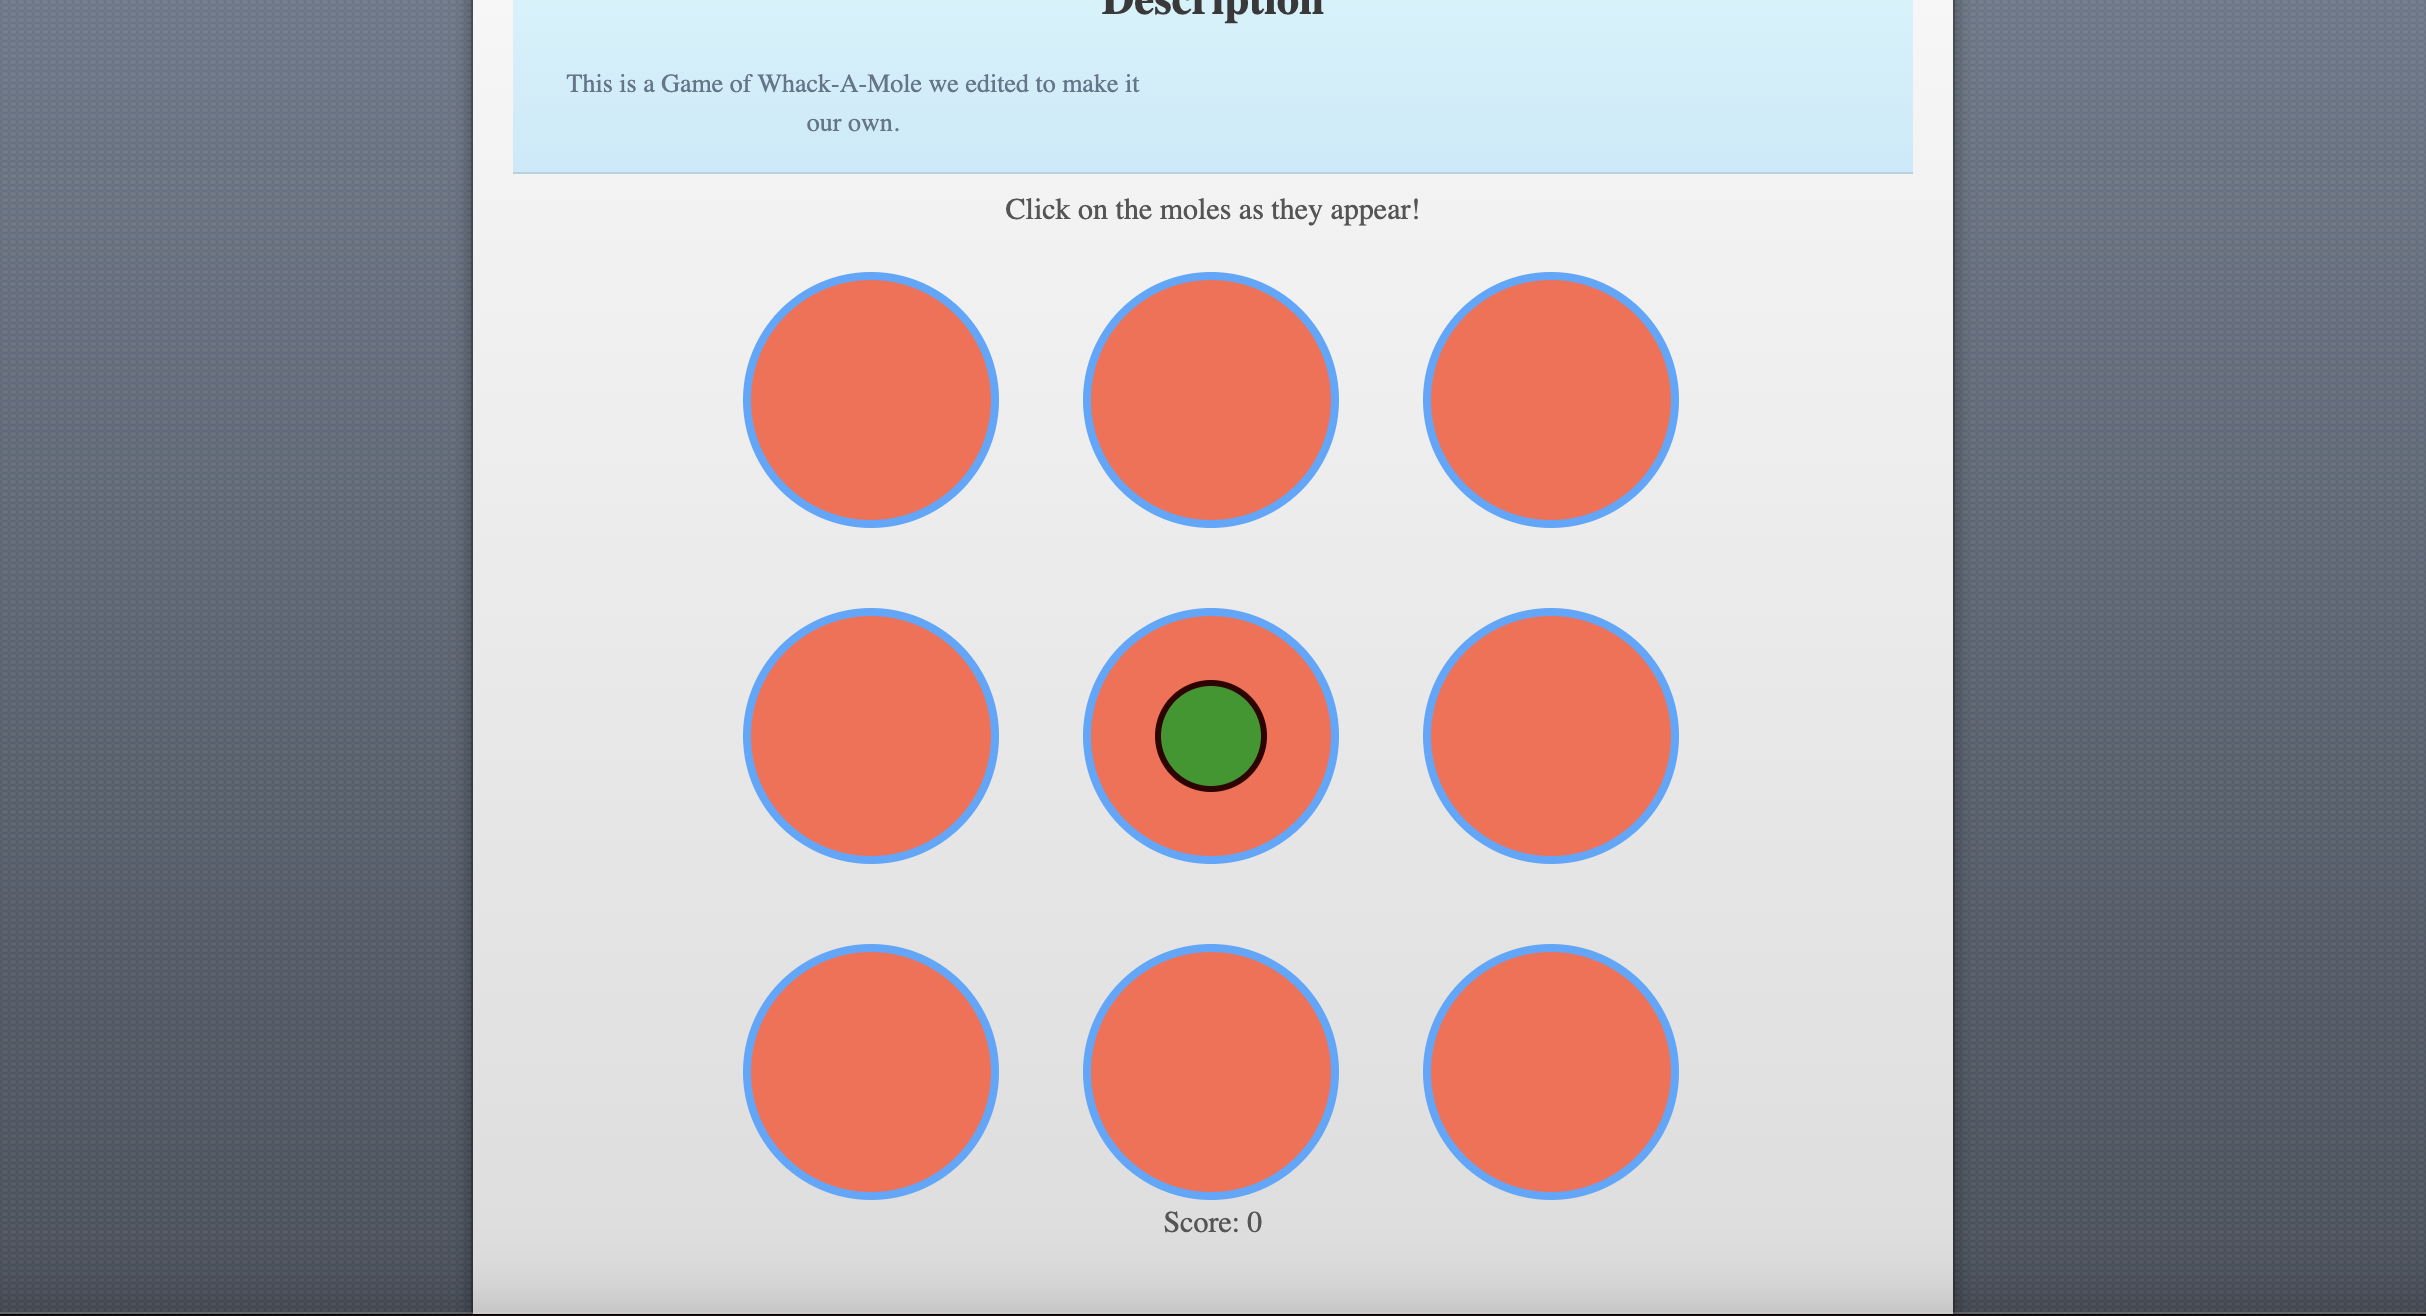 Description
This is a Game of Whack-A-Mole we edited to make it
our own.
Click on the moles as they appear!
Score: 0